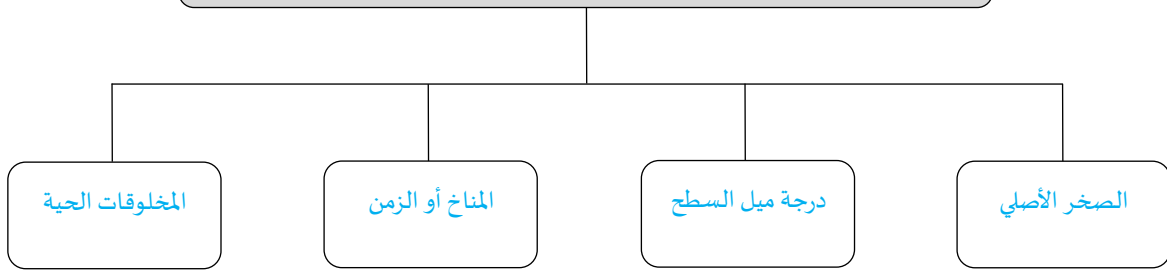 الصخر الأصلي
درجة ميل السطح
المناخ أو الزمن
المخلوقات الحية